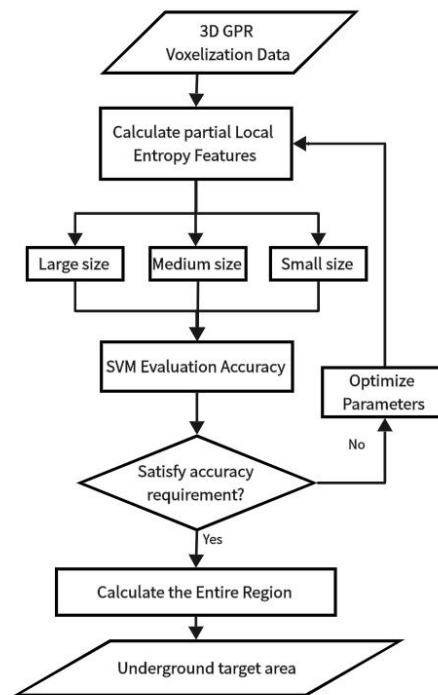 3D GPR
Voxelization Data
Calculate partial Local
Entropy Features
Large size
Medium size
Small size
SVM Evaluation Accuracy
Optimize
Parameters
No
Satisfy accuracy
requirement?
Yes
Calculate the Entire Region
Underground target area